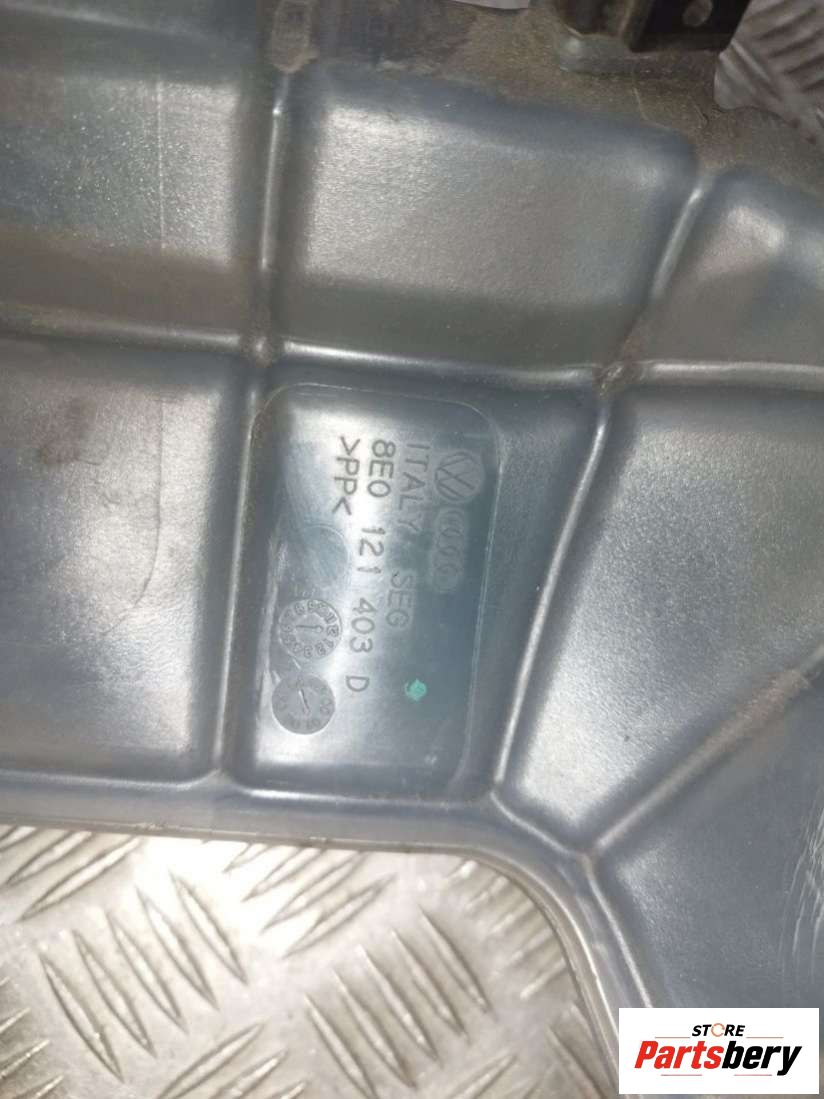 ITALY SEG
8E0 121 403 D
>PP<
STORE
Partsbery